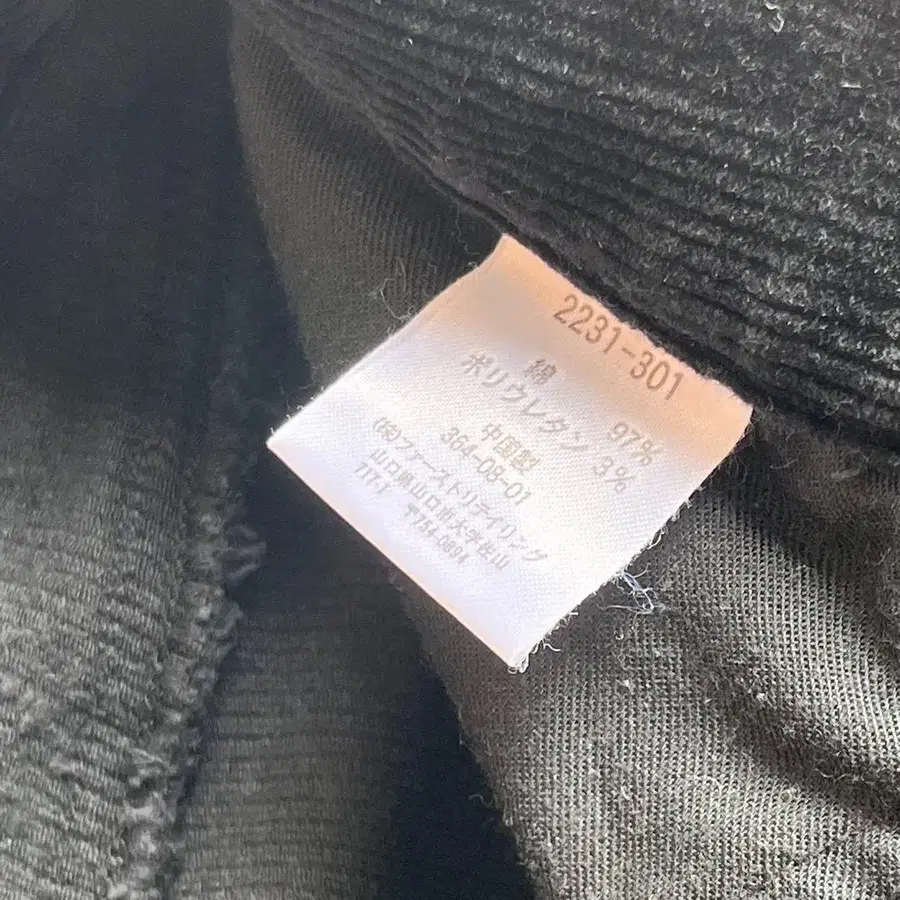 2231-301
綿 97%
ポリウレタン 3%
中国製
364-08-01
(株)ファーストリテイリング
山口県山口市大字佐山
717-1
〒754-0894